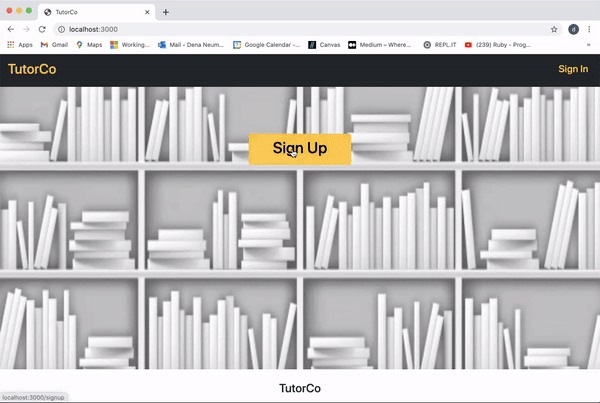 TutorCo
localhost:3000
Apps Gmail Maps Working... Mail - Dena Neum... Google Calendar -... Canvas Medium – Where... REPL.IT (239) Ruby - Prog...
TutorCo Sign In
Sign Up
TutorCo
localhost:3000/signup